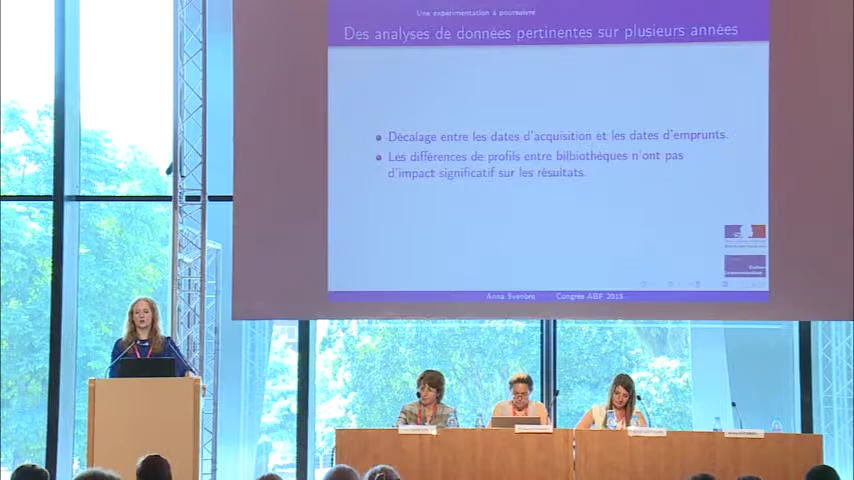 Une expérimentation à poursuivre
Des analyses de données pertinentes sur plusieurs années
Décalage entre les dates d'acquisition et les dates d'emprunts.
Les différences de profils entre bilbiothèques n'ont pas
d'impact significatif sur les résultats.
Anna Svenbro Congrès ABF 2015